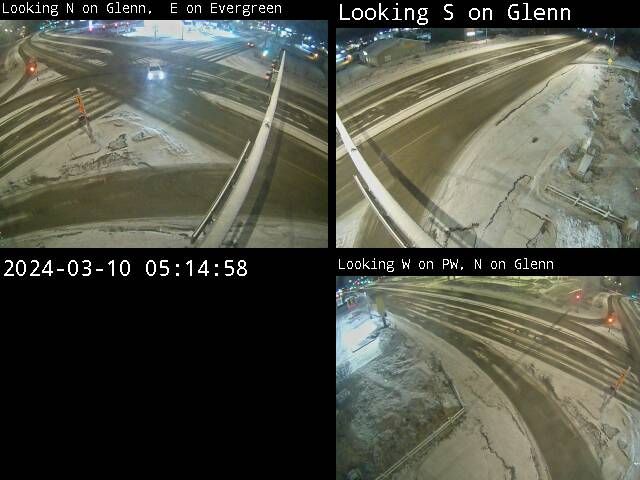 Looking N on Glenn,  E on Evergreen
Looking S on Glenn
2024-03-10 05:14:58
Looking W on PW, N on Glenn